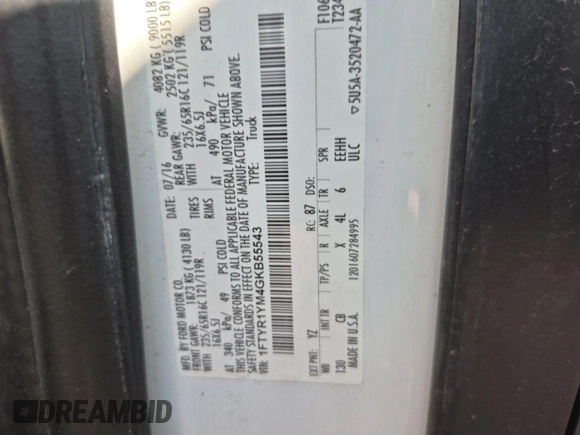 MFD. BY FORD MOTOR CO.
DATE: 07/16 GVWR: 4082 KG ( 9000 LB)
FRONT GAWR: 1873 KG ( 4130 LB) REAR GAWR: 2502 KG ( 5515 LB)
WITH 235/65R16C 121/119R TIRES WITH 235/65R16C 121/119R
16X6.5J RIMS 16X6.5J
AT 340 kPa/ 49 PSI COLD AT 490 kPa/ 71 PSI COLD
THIS VEHICLE CONFORMS TO ALL APPLICABLE FEDERAL MOTOR VEHICLE
SAFETY STANDARDS IN EFFECT ON THE DATE OF MANUFACTURE SHOWN ABOVE.
VIN: 1FTYR1YM4GKB55543 TYPE: Truck
F106
T234
EXT PNT: YZ RC: 87 DSO:
WB INT TR TP/PS R AXLE TR SPR
130 CB X 4L 6 EEHH
ULC
MADE IN U.S.A. 1201607284995 5U5A-3520472-AA
DREAMBID